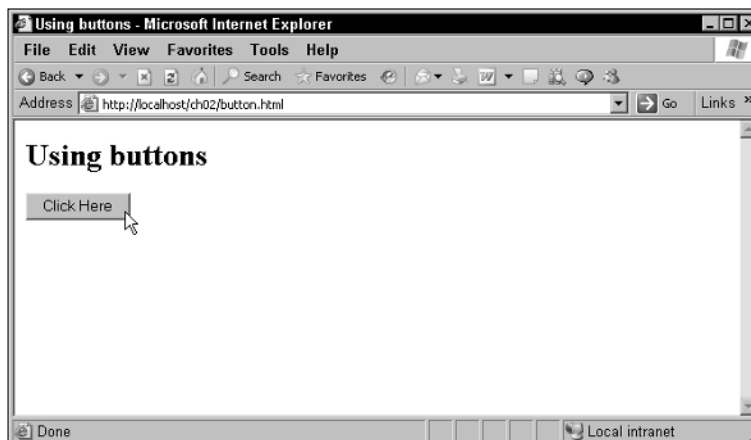 Using buttons - Microsoft Internet Explorer
File Edit View Favorites Tools Help
Back Search Favorites
Address http://localhost/ch02/button.html Go Links »
Using buttons
Click Here
Done Local intranet